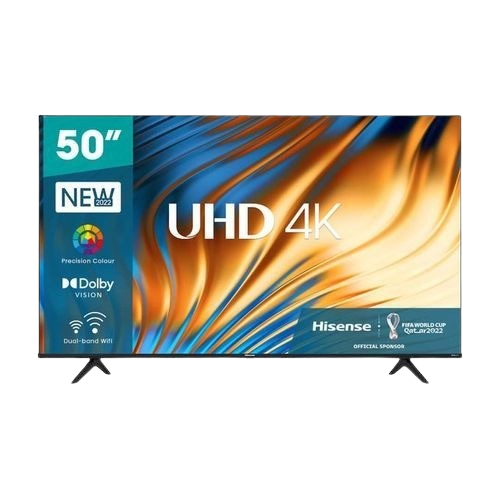 50"
NEW
2022
Precision Colour
Dolby
VISION
Dual-band Wifi
UHD 4K
Hisense
FIFA WORLD CUP
Qatar2022
OFFICIAL SPONSOR